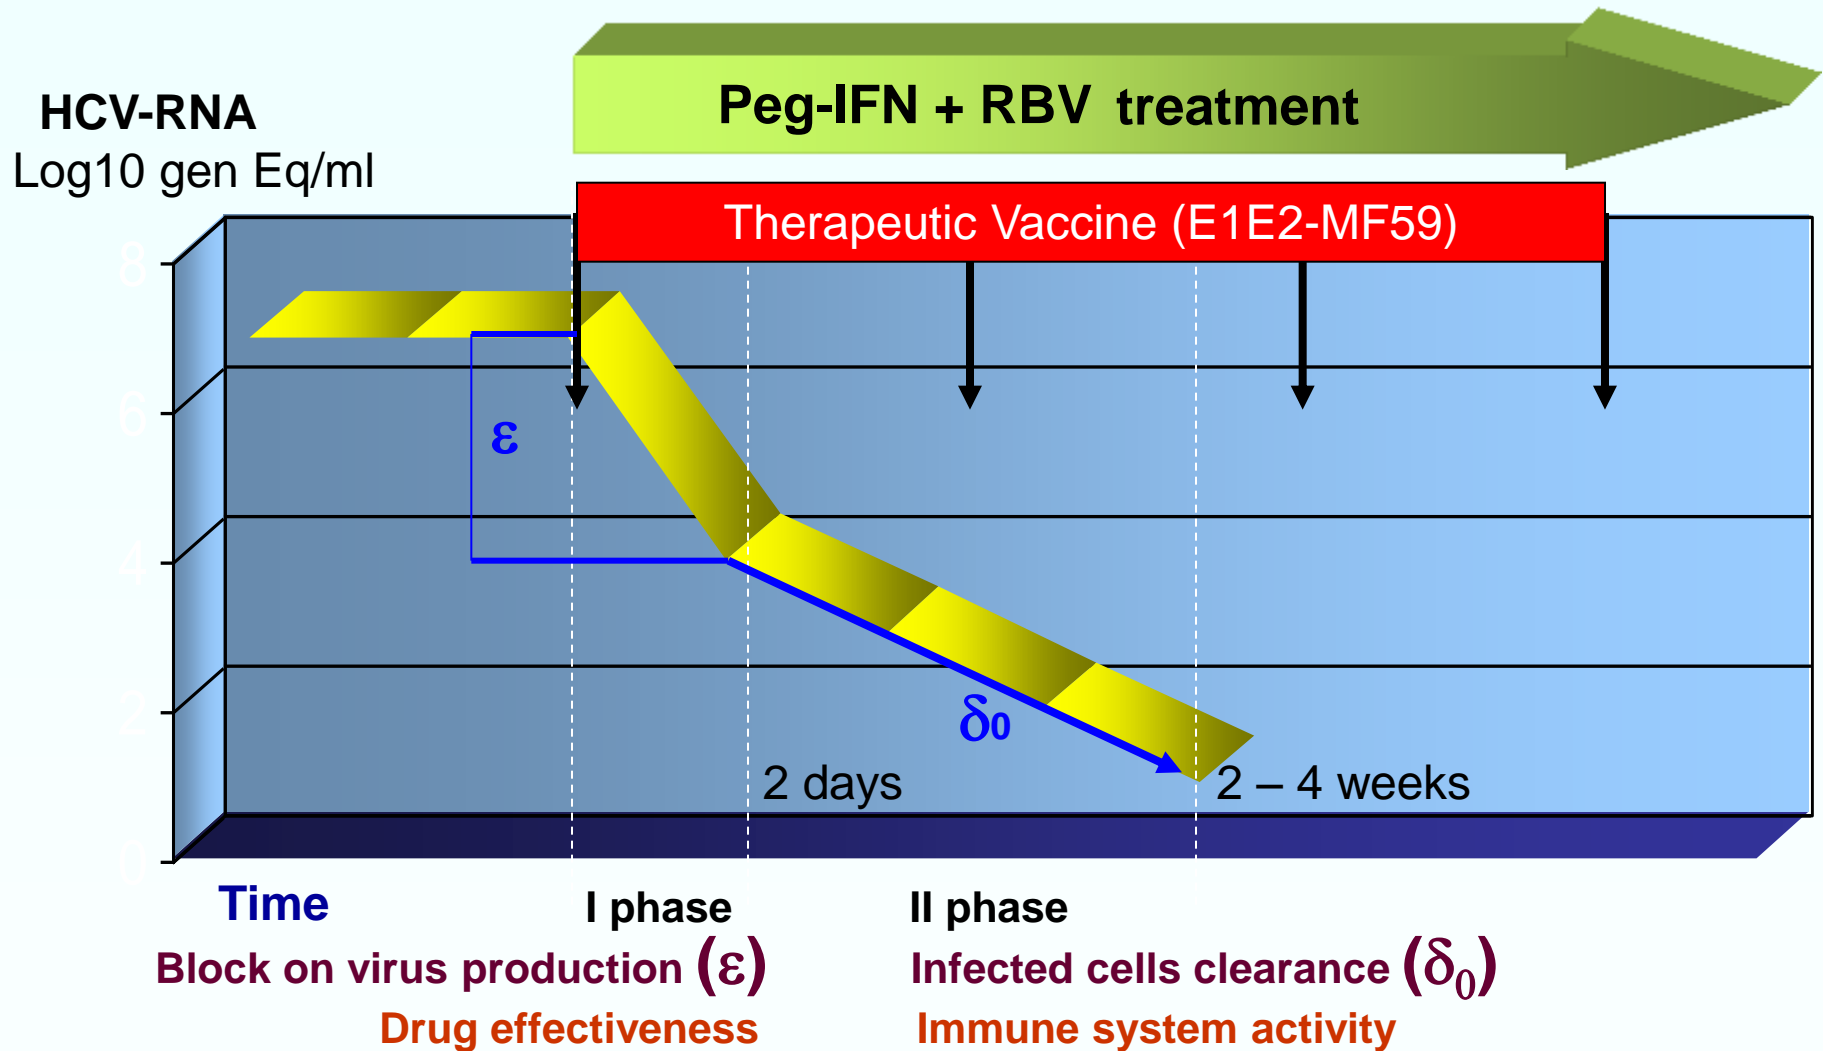 Peg-IFN + RBV treatment
HCV-RNA
Log10 gen Eq/ml
Therapeutic Vaccine (E1E2-MF59)
8
6
ε
4
2
δ0
2 days
2 – 4 weeks
0
Time
I phase
II phase
Block on virus production (ε)
Infected cells clearance (δ0)
Drug effectiveness
Immune system activity